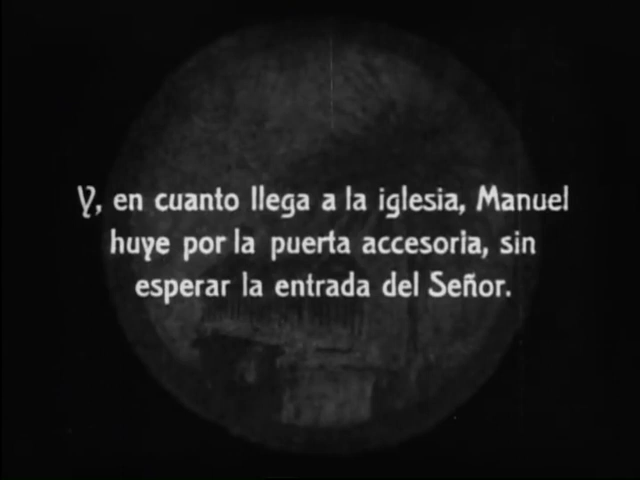 Y, en cuanto llega a la iglesia, Manuel
huye por la puerta accesoria, sin
esperar la entrada del Señor.